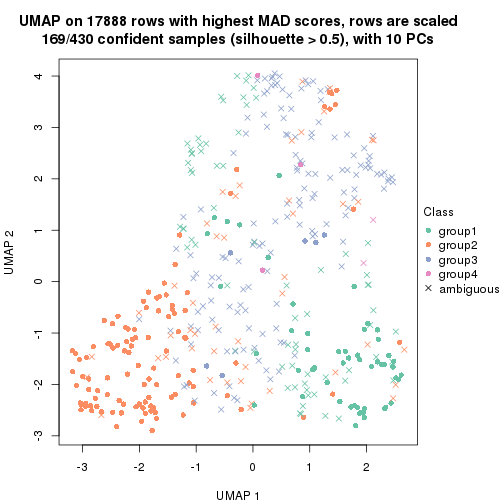 UMAP on 17888 rows with highest MAD scores, rows are scaled
169/430 confident samples (silhouette > 0.5), with 10 PCs
4
3
2
1
0
-1
-2
-3
UMAP 2
-3
-2
-1
0
1
2
UMAP 1
Class
group1
group2
group3
group4
ambiguous